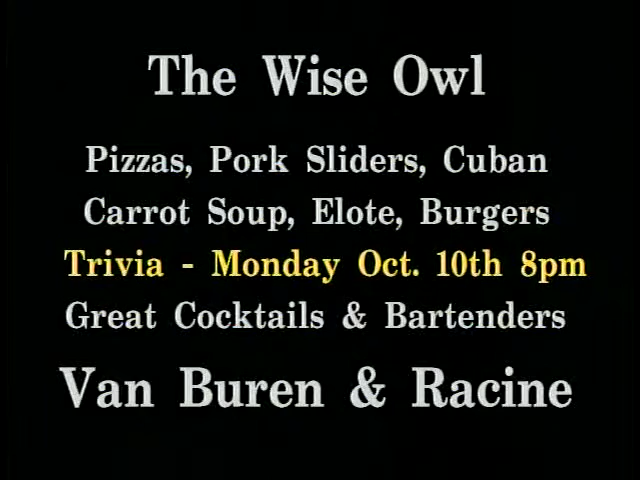 The Wise Owl
Pizzas, Pork Sliders, Cuban
Carrot Soup, Elote, Burgers
Trivia - Monday Oct. 10th 8pm
Great Cocktails & Bartenders
Van Buren & Racine